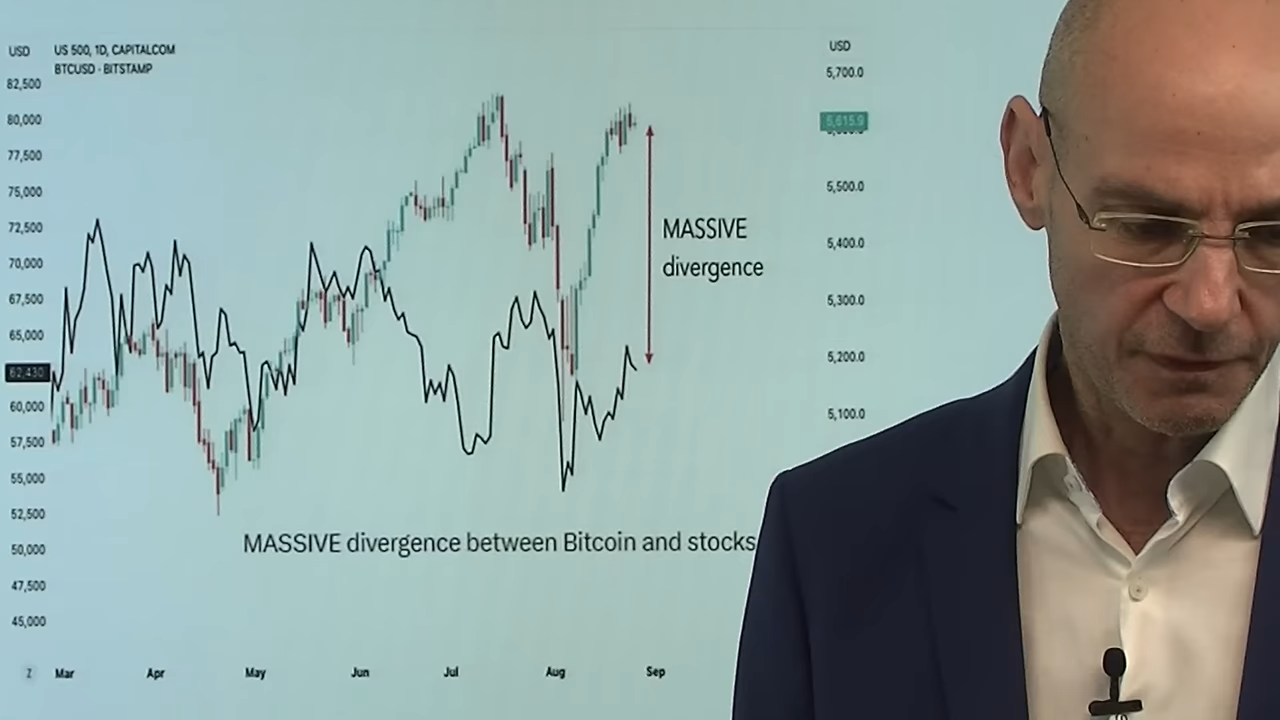 USD
US 500, 1D, CAPITALCOM
BTCUSD · BITSTAMP
82,500
80,000
77,500
75,000
72,500
70,000
67,500
65,000
62,430
60,000
57,500
55,000
52,500
50,000
47,500
45,000
USD
5,700.0
5,615.9
5,500.0
5,400.0
5,300.0
5,200.0
5,100.0
MASSIVE
divergence
MASSIVE divergence between Bitcoin and stocks
Z
Mar
Apr
May
Jun
Jul
Aug
Sep